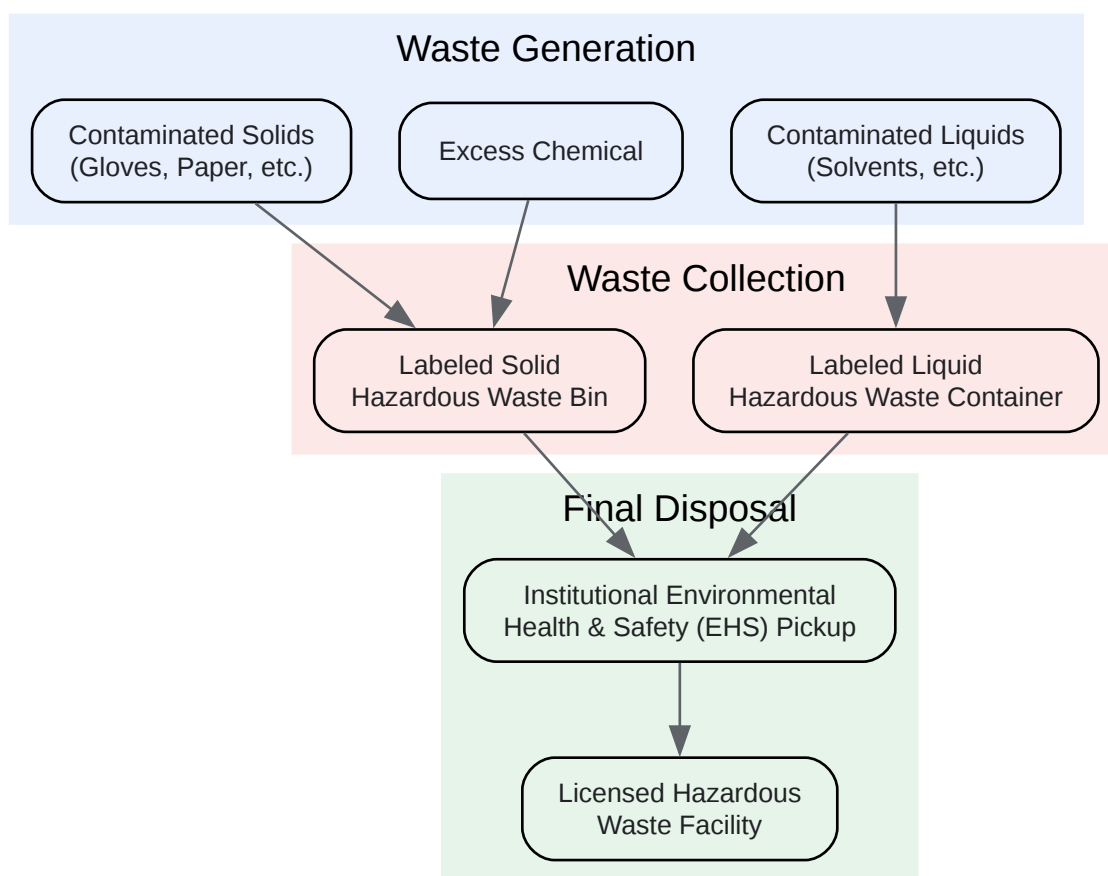 Waste Generation
Contaminated Solids
(Gloves, Paper, etc.)
Excess Chemical
Contaminated Liquids
(Solvents, etc.)
Waste Collection
Labeled Solid
Hazardous Waste Bin
Labeled Liquid
Hazardous Waste Container
Final Disposal
Institutional Environmental
Health & Safety (EHS) Pickup
Licensed Hazardous
Waste Facility